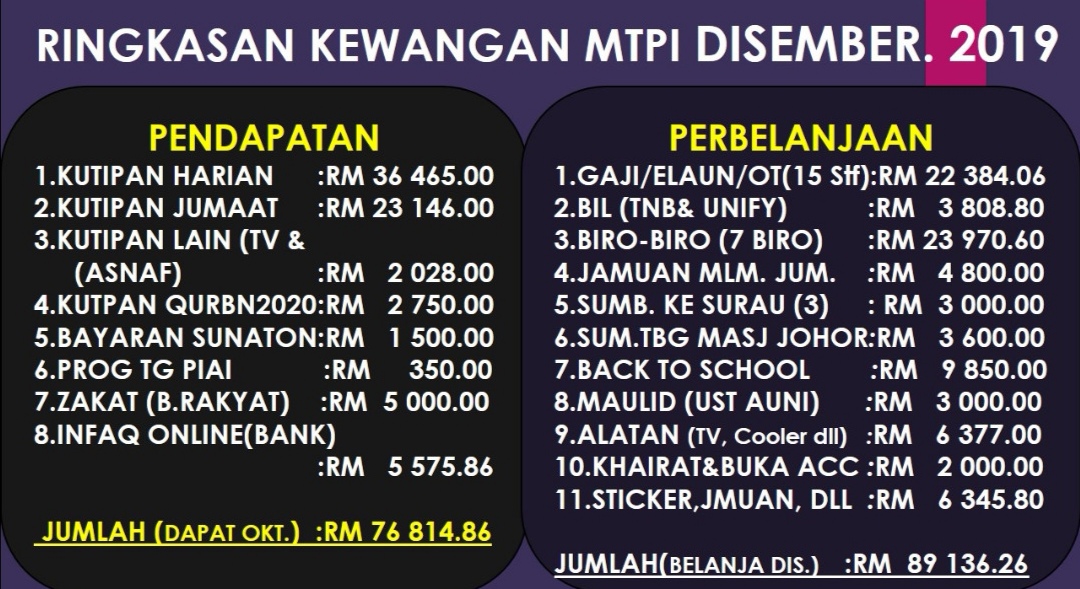 RINGKASAN KEWANGAN MTPI DISEMBER. 2019
PENDAPATAN
1.KUTIPAN HARIAN :RM 36 465.00
2.KUTIPAN JUMAAT :RM 23 146.00
3.KUTIPAN LAIN (TV &
(ASNAF) :RM 2 028.00
4.KUTPAN QURBN2020:RM 2 750.00
5.BAYARAN SUNATON:RM 1 500.00
6.PROG TG PIAI :RM 350.00
7.ZAKAT (B.RAKYAT) :RM 5 000.00
8.INFAQ ONLINE(BANK)
:RM 5 575.86
JUMLAH (DAPAT OKT.) :RM 76 814.86
PERBELANJAAN
1.GAJI/ELAUN/OT(15 Stf):RM 22 384.06
2.BIL (TNB& UNIFY) :RM 3 808.80
3.BIRO-BIRO (7 BIRO) :RM 23 970.60
4.JAMUAN MLM. JUM. :RM 4 800.00
5.SUMB. KE SURAU (3) : RM 3 000.00
6.SUM.TBG MASJ JOHOR:RM 3 600.00
7.BACK TO SCHOOL :RM 9 850.00
8.MAULID (UST AUNI) :RM 3 000.00
9.ALATAN (TV, Cooler dll) :RM 6 377.00
10.KHAIRAT&BUKA ACC :RM 2 000.00
11.STICKER,JMUAN, DLL :RM 6 345.80
JUMLAH(BELANJA DIS.) :RM 89 136.26